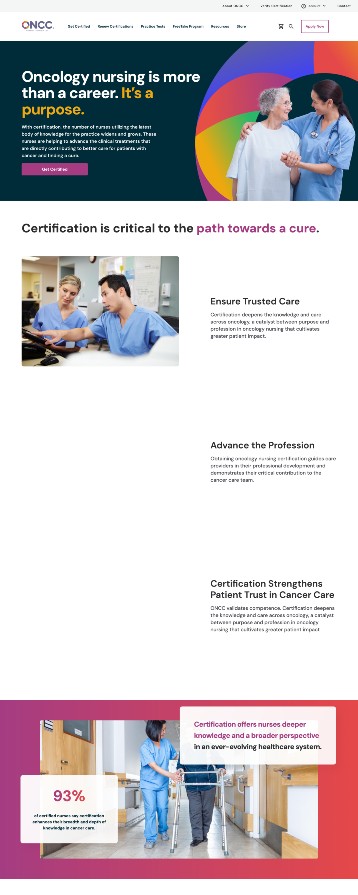 Contact
ONCC
Get Certified Renew Certifications Practice Tests FreeTake Program Resources Store
Apply Now
Oncology nursing is more
than a career. It's a
purpose.
With certification, the number of nurses utilizing the latest
body of knowledge for the practice widens and grows. These
nurses are helping to advance the clinical treatments that
are directly contributing to better care for patients with
cancer and finding a cure.
Get Certified
Certification is critical to the path towards a cure.
Ensure Trusted Care
Certification deepens the knowledge and care
across oncology, a catalyst between purpose and
profession in oncology nursing that cultivates
greater patient impact.
Advance the Profession
Obtaining oncology nursing certification guides care
providers in their professional development and
demonstrates their critical contribution to the
cancer care team.
Certification Strengthens
Patient Trust in Cancer Care
ONCC validates competence. Certification deepens
the knowledge and care across oncology, a catalyst
between purpose and profession in oncology
nursing that cultivates greater patient impact
Certification offers nurses deeper
knowledge and a broader perspective
in an ever-evolving healthcare system.
93%
of certified nurses say certification
enhances their breadth and depth of
knowledge in cancer care.